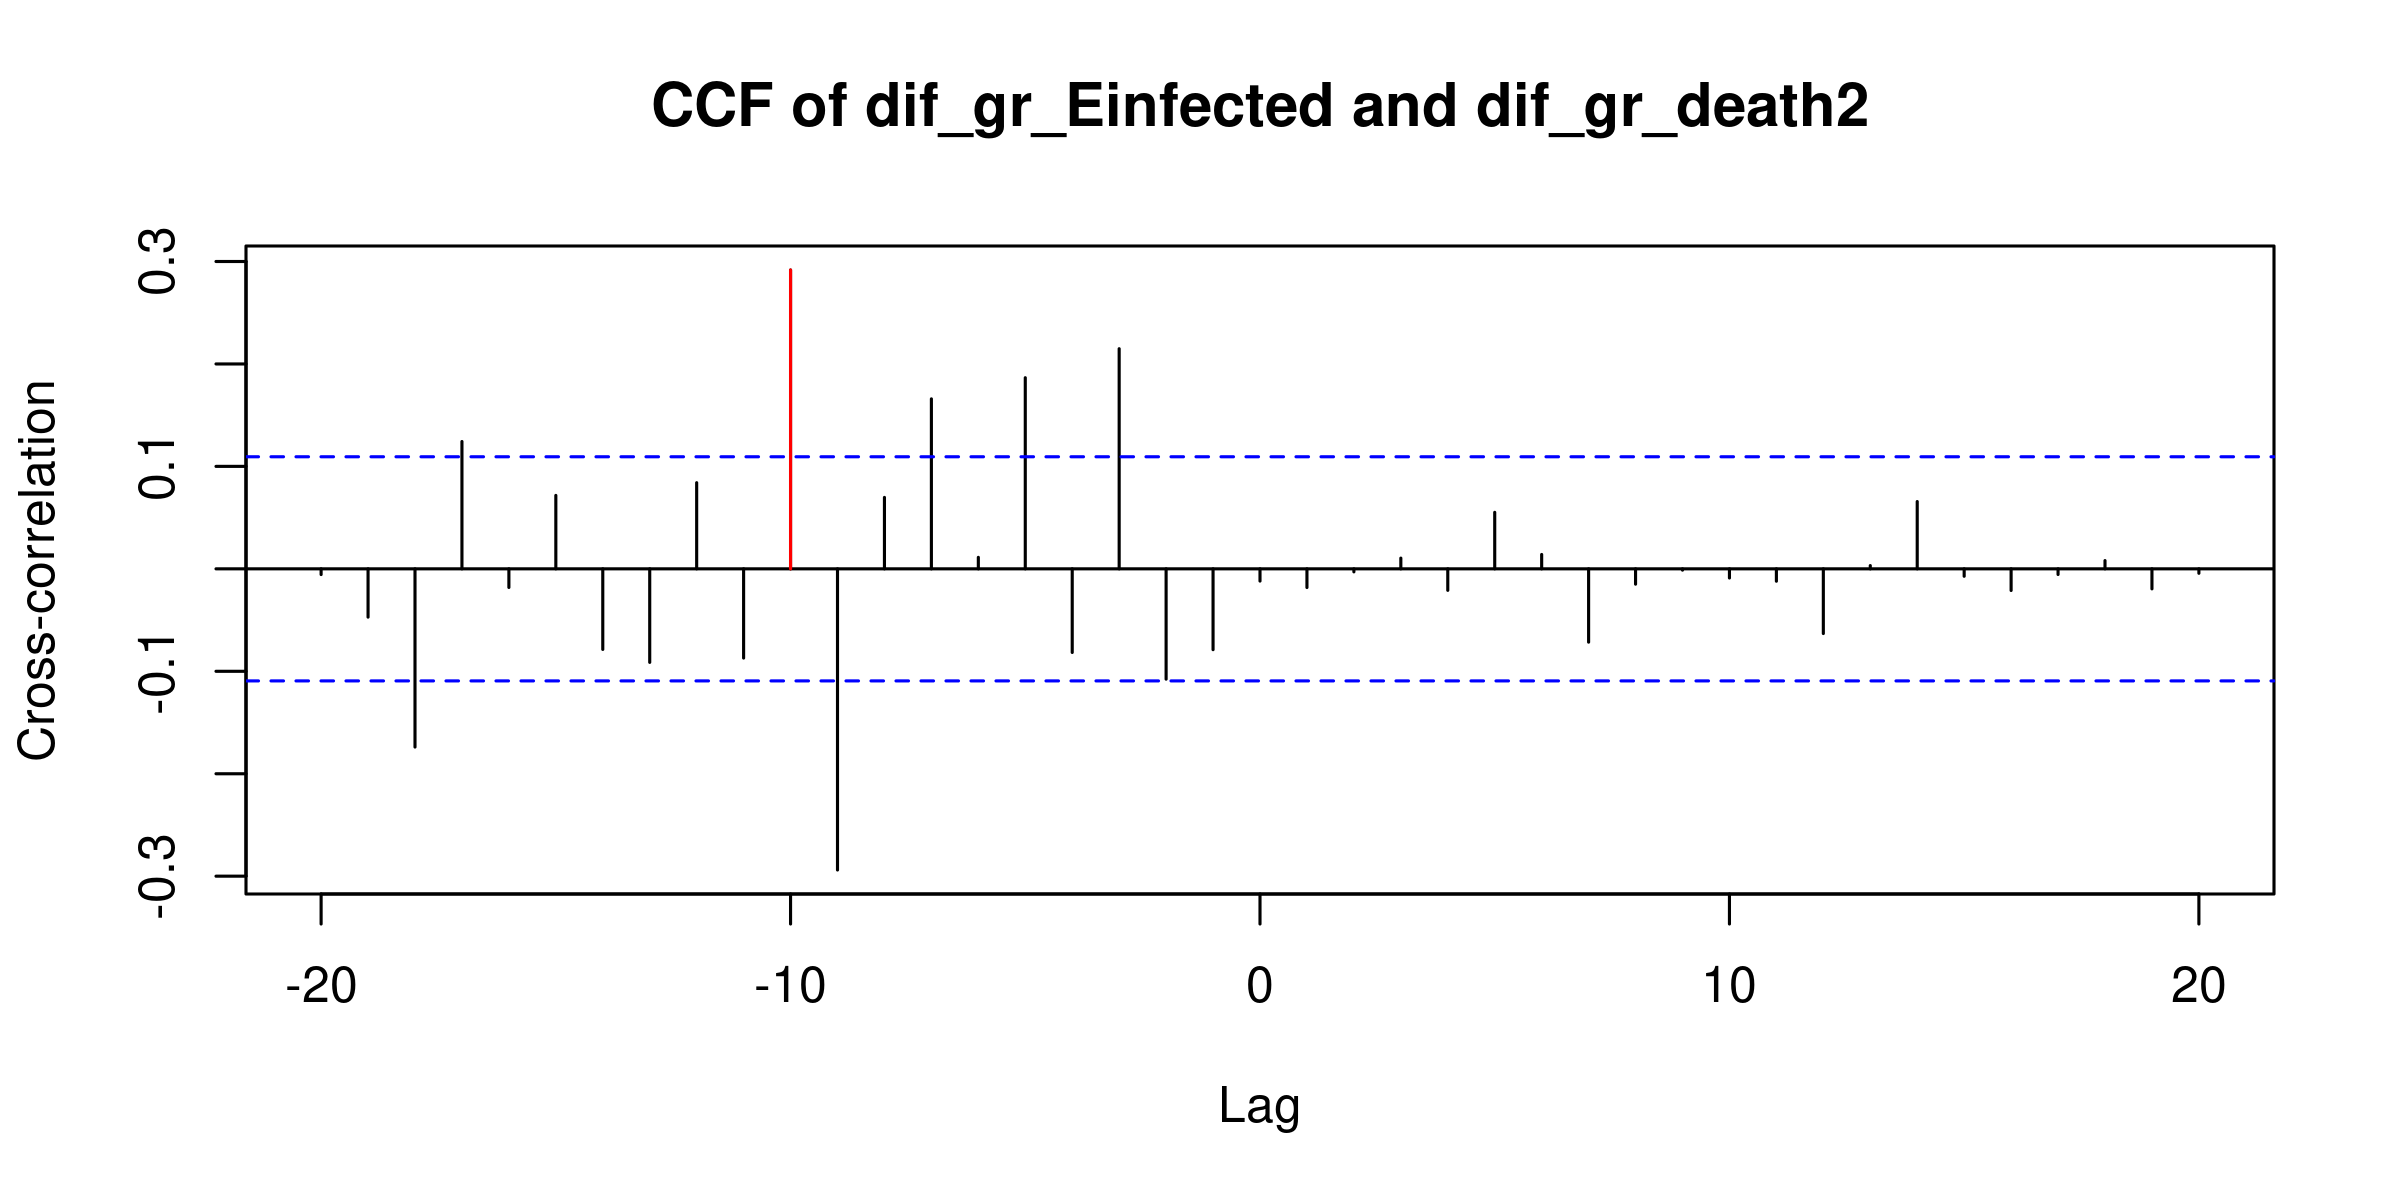 CCF of dif_gr_Einfected and dif_gr_death2
Cross-correlation
0.3
0.1
-0.1
-0.3
-20 -10 0 10 20
Lag